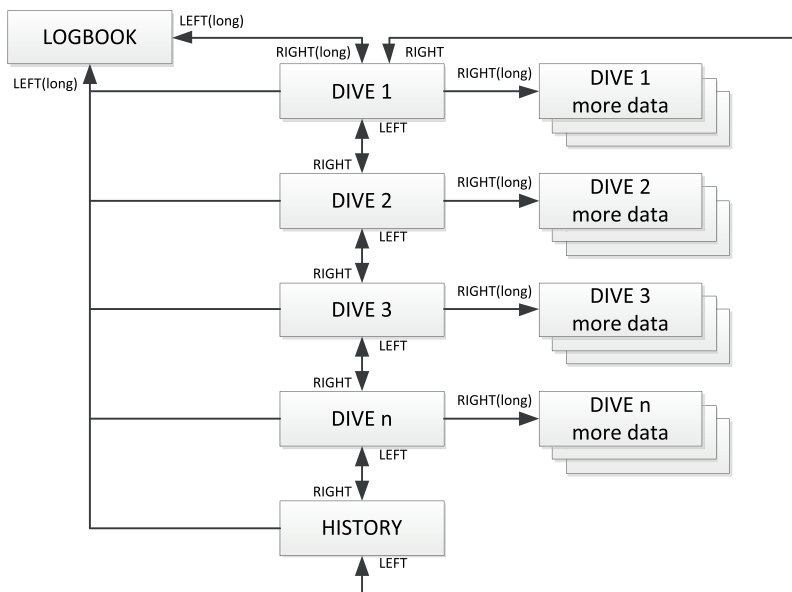 LEFT(long)
LOGBOOK
RIGHT(long)
RIGHT
LEFT(long)
DIVE 1
RIGHT(long)
DIVE 1
more data
LEFT
RIGHT
DIVE 2
RIGHT(long)
DIVE 2
more data
LEFT
RIGHT
DIVE 3
RIGHT(long)
DIVE 3
more data
LEFT
RIGHT
DIVE n
RIGHT(long)
DIVE n
more data
LEFT
RIGHT
HISTORY
LEFT